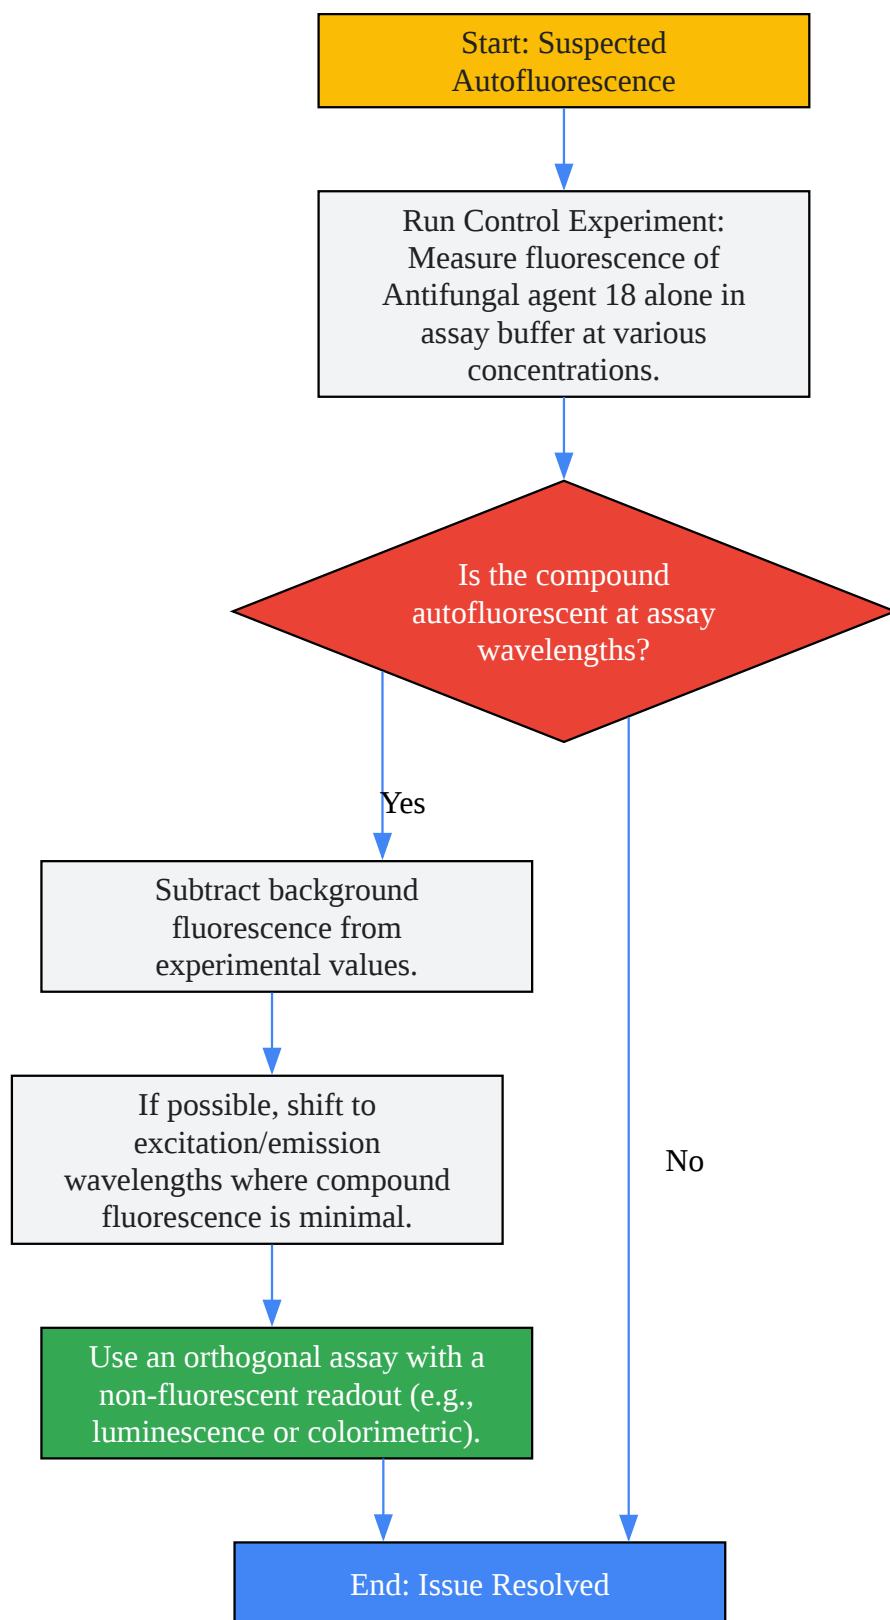 Start: Suspected
Autofluorescence
Run Control Experiment:
Measure fluorescence of
Antifungal agent 18 alone in
assay buffer at various
concentrations.
Is the compound
autofluorescent at assay
wavelengths?
Yes
Subtract background
fluorescence from
experimental values.
If possible, shift to
excitation/emission
wavelengths where compound
fluorescence is minimal.
No
Use an orthogonal assay with a
non-fluorescent readout (e.g.,
luminescence or colorimetric).
End: Issue Resolved